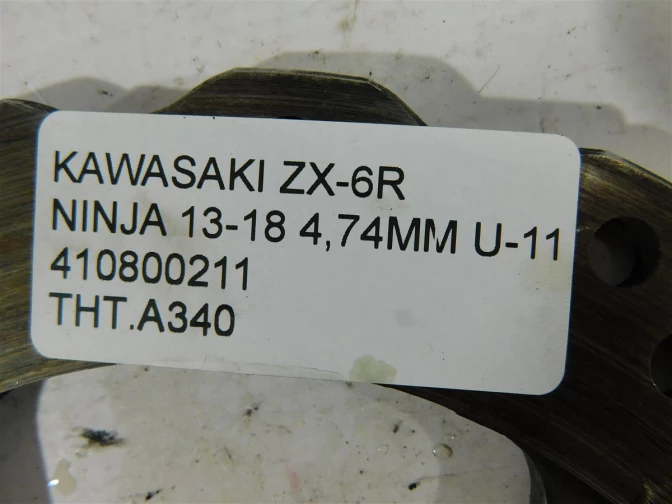 KAWASAKI ZX-6R
NINJA 13-18 4,74MM U-11
410800211
THT.A340